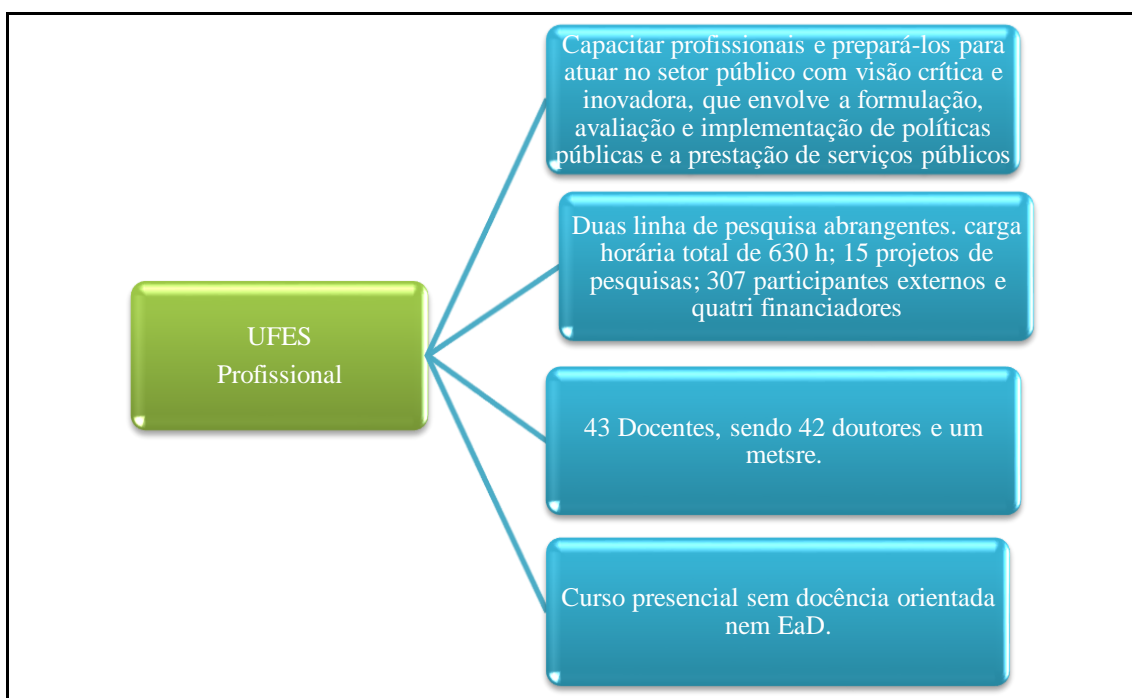 Capacitar profissionais e prepará-los para
atuar no setor público com visão crítica e
inovadora, que envolve a formulação,
avaliação e implementação de políticas
públicas e a prestação de serviços públicos
Duas linha de pesquisa abrangentes. carga
horária total de 630 h; 15 projetos de
pesquisas; 307 participantes externos e
quatri financiadores
UFES
Profissional
43 Docentes, sendo 42 doutores e um
metsre.
Curso presencial sem docência orientada
nem EaD.